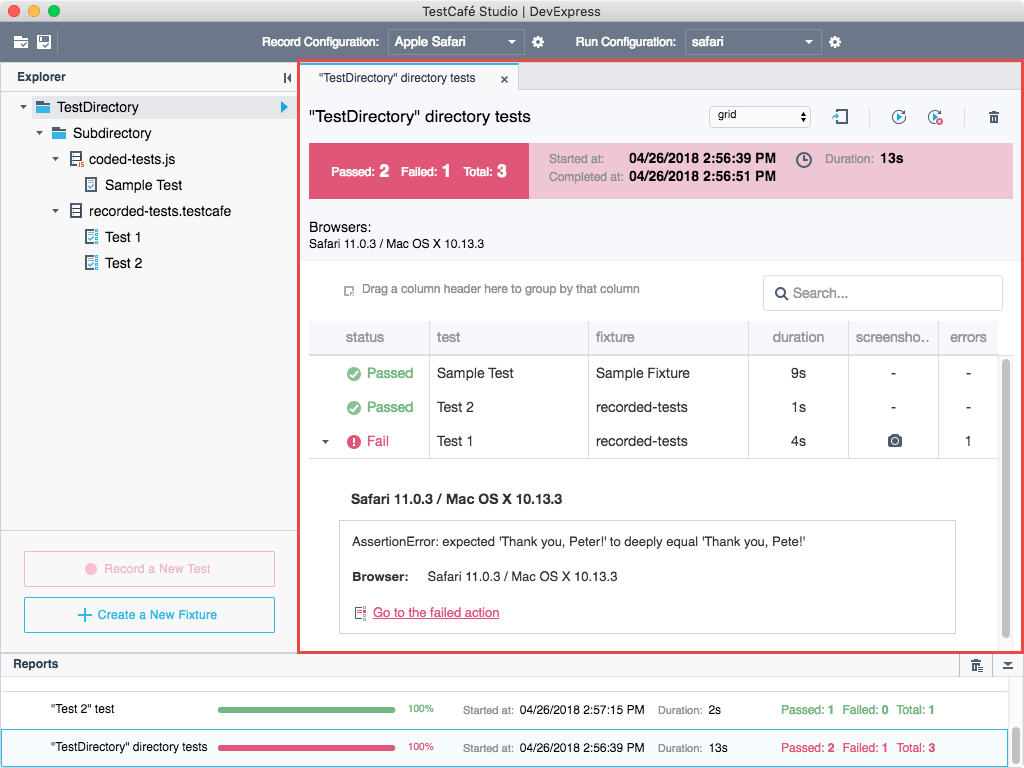 TestCafé Studio | DevExpress
Record Configuration: Apple Safari Run Configuration: safari
Explorer
TestDirectory
Subdirectory
coded-tests.js
Sample Test
recorded-tests.testcafe
Test 1
Test 2
Record a New Test
Create a New Fixture
"TestDirectory" directory tests
"TestDirectory" directory tests grid
Passed: 2 Failed: 1 Total: 3
Started at: 04/26/2018 2:56:39 PM Duration: 13s
Completed at: 04/26/2018 2:56:51 PM
Browsers:
Safari 11.0.3 / Mac OS X 10.13.3
Drag a column header here to group by that column Search...
status test fixture duration screensho.. errors
Passed Sample Test Sample Fixture 9s - -
Passed Test 2 recorded-tests 1s - -
Fail Test 1 recorded-tests 4s 1
Safari 11.0.3 / Mac OS X 10.13.3
AssertionError: expected 'Thank you, Peter!' to deeply equal 'Thank you, Pete!'
Browser: Safari 11.0.3 / Mac OS X 10.13.3
Go to the failed action
Reports
"Test 2" test 100% Started at: 04/26/2018 2:57:15 PM Duration: 2s Passed: 1 Failed: 0 Total: 1
"TestDirectory" directory tests 100% Started at: 04/26/2018 2:56:39 PM Duration: 13s Passed: 2 Failed: 1 Total: 3